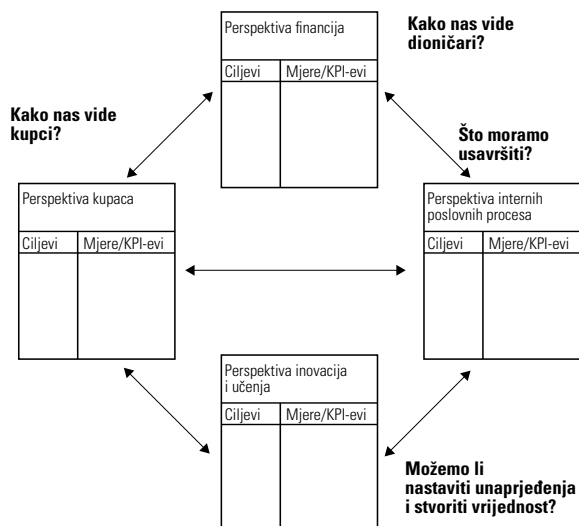 Perspektiva financija
Ciljevi
Mjere/KPI-evi
Kako nas vide
dioničari?
Kako nas vide
kupci?
Što moramo
usavršiti?
Perspektiva kupaca
Ciljevi
Mjere/KPI-evi
Perspektiva internih
poslovnih procesa
Ciljevi
Mjere/KPI-evi
Perspektiva inovacija
i učenja
Ciljevi
Mjere/KPI-evi
Možemo li
nastaviti unaprjeđenja
i stvoriti vrijednost?